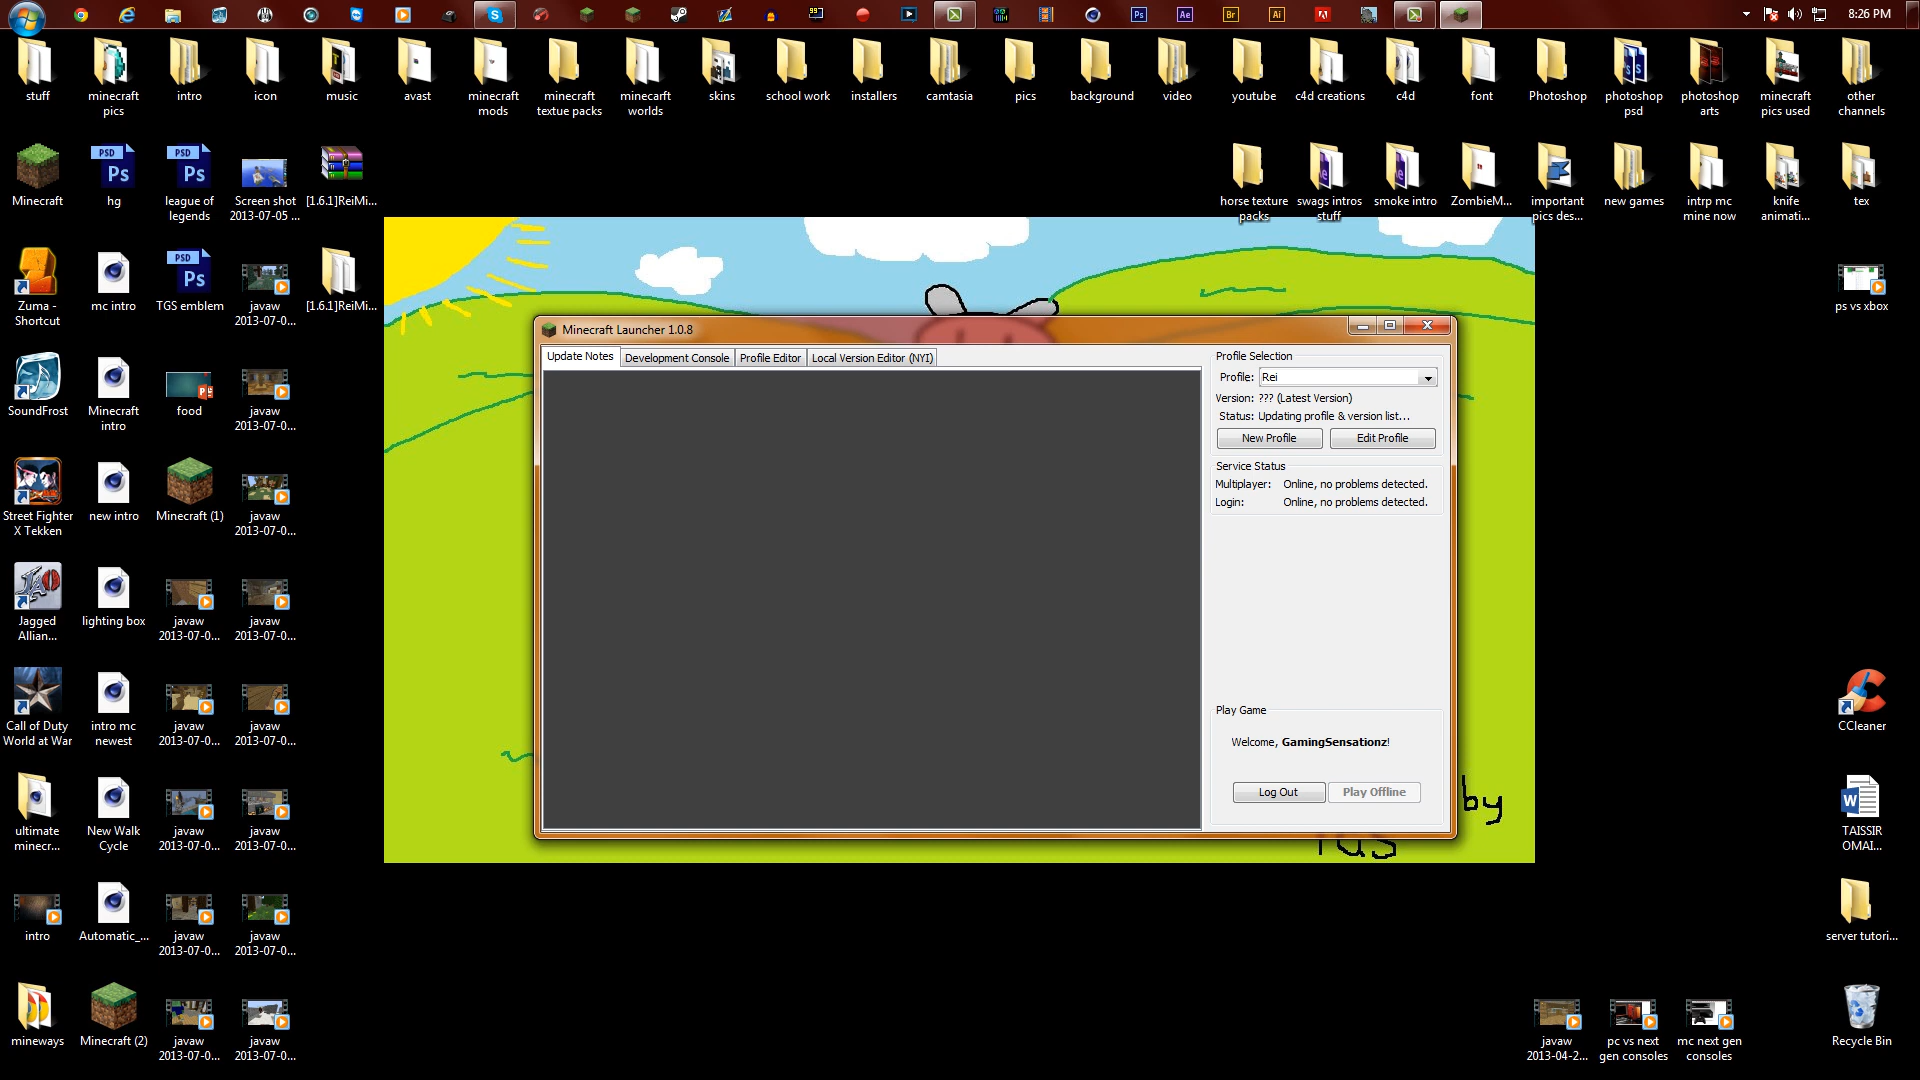 8:26 PM
stuff
minecraft
pics
intro
icon
music
avast
minecraft
mods
minecraft
textue packs
minecarft
worlds
skins
school work
installers
camtasia
pics
background
video
youtube
c4d creations
c4d
font
Photoshop
photoshop
psd
photoshop
arts
minecraft
pics used
other
channels
Minecraft
PSD
Ps
hg
PSD
Ps
league of
legends
Screen shot
2013-07-05 ...
[1.6.1]ReiMi...
horse texture
packs
swags intros
stuff
smoke intro
ZombieM...
important
pics des...
new games
intrp mc
mine now
knife
animati...
tex
Zuma -
Shortcut
mc intro
PSD
Ps
TGS emblem
javaw
2013-07-0...
[1.6.1]ReiMi...
ps vs xbox
SoundFrost
Minecraft
intro
food
javaw
2013-07-0...
Street Fighter
X Tekken
new intro
Minecraft (1)
javaw
2013-07-0...
Jagged
Allian...
lighting box
javaw
2013-07-0...
javaw
2013-07-0...
Call of Duty
World at War
intro mc
newest
javaw
2013-07-0...
javaw
2013-07-0...
CCleaner
ultimate
minecr...
New Walk
Cycle
javaw
2013-07-0...
javaw
2013-07-0...
TAISSIR
OMAI...
intro
Automatic_...
javaw
2013-07-0...
javaw
2013-07-0...
server tutori...
mineways
Minecraft (2)
javaw
2013-07-0...
javaw
2013-07-0...
javaw
2013-04-2...
pc vs next
gen consoles
mc next gen
consoles
Recycle Bin
Minecraft Launcher 1.0.8
Update Notes
Development Console
Profile Editor
Local Version Editor (NYI)
Profile Selection
Profile: Rei
Version: ??? (Latest Version)
Status: Updating profile & version list...
New Profile
Edit Profile
Service Status
Multiplayer: Online, no problems detected.
Login: Online, no problems detected.
Play Game
Welcome, GamingSensationz!
Log Out
Play Offline
by